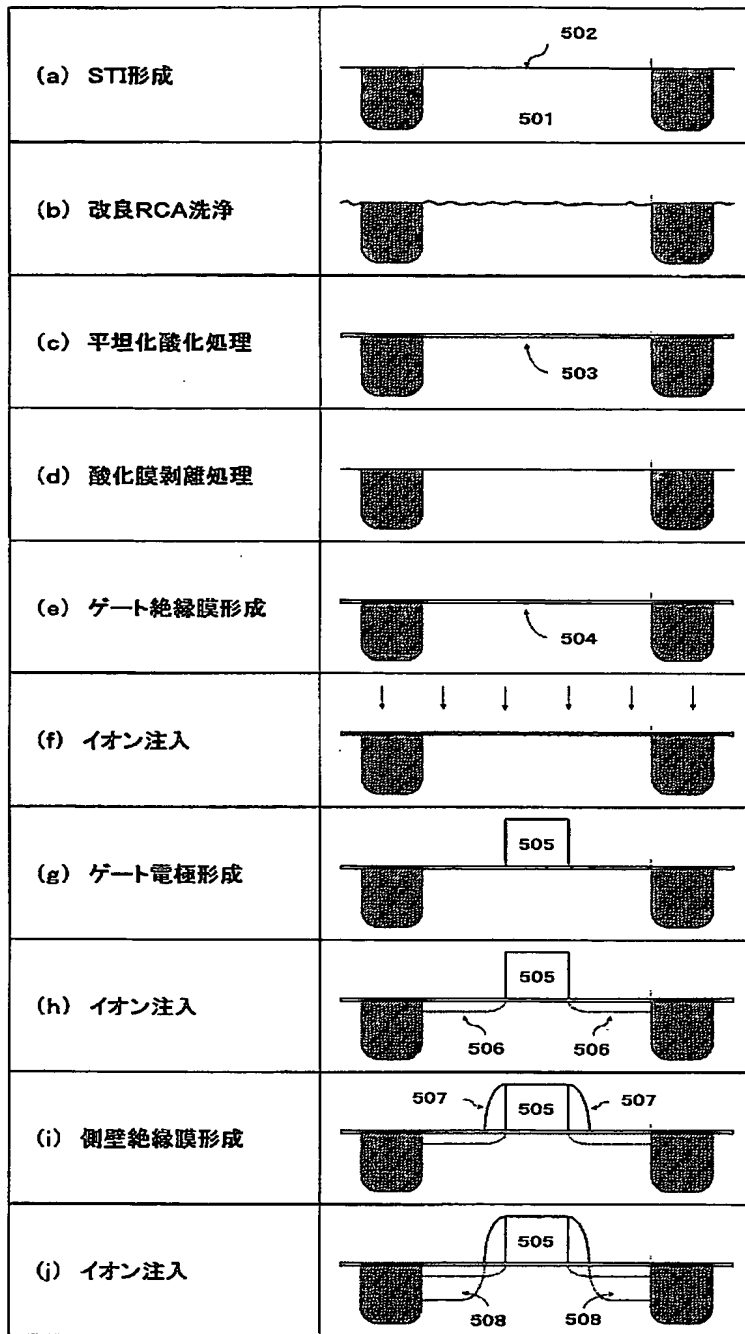 (a) STI形成
502
501
(b) 改良RCA洗浄
(c) 平坦化酸化処理
503
(d) 酸化膜剥離処理
(e) ゲート絶縁膜形成
504
(f) イオン注入
(g) ゲート電極形成
505
(h) イオン注入
505
506
506
(i) 側壁絶縁膜形成
507
505
507
(j) イオン注入
505
508
508